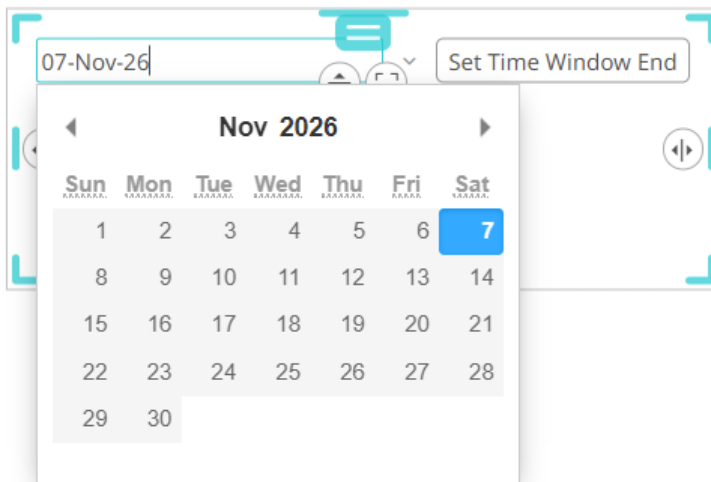 07-Nov-26
Set Time Window End
Nov 2026
Sun Mon Tue Wed Thu Fri Sat
1 2 3 4 5 6 7
8 9 10 11 12 13 14
15 16 17 18 19 20 21
22 23 24 25 26 27 28
29 30